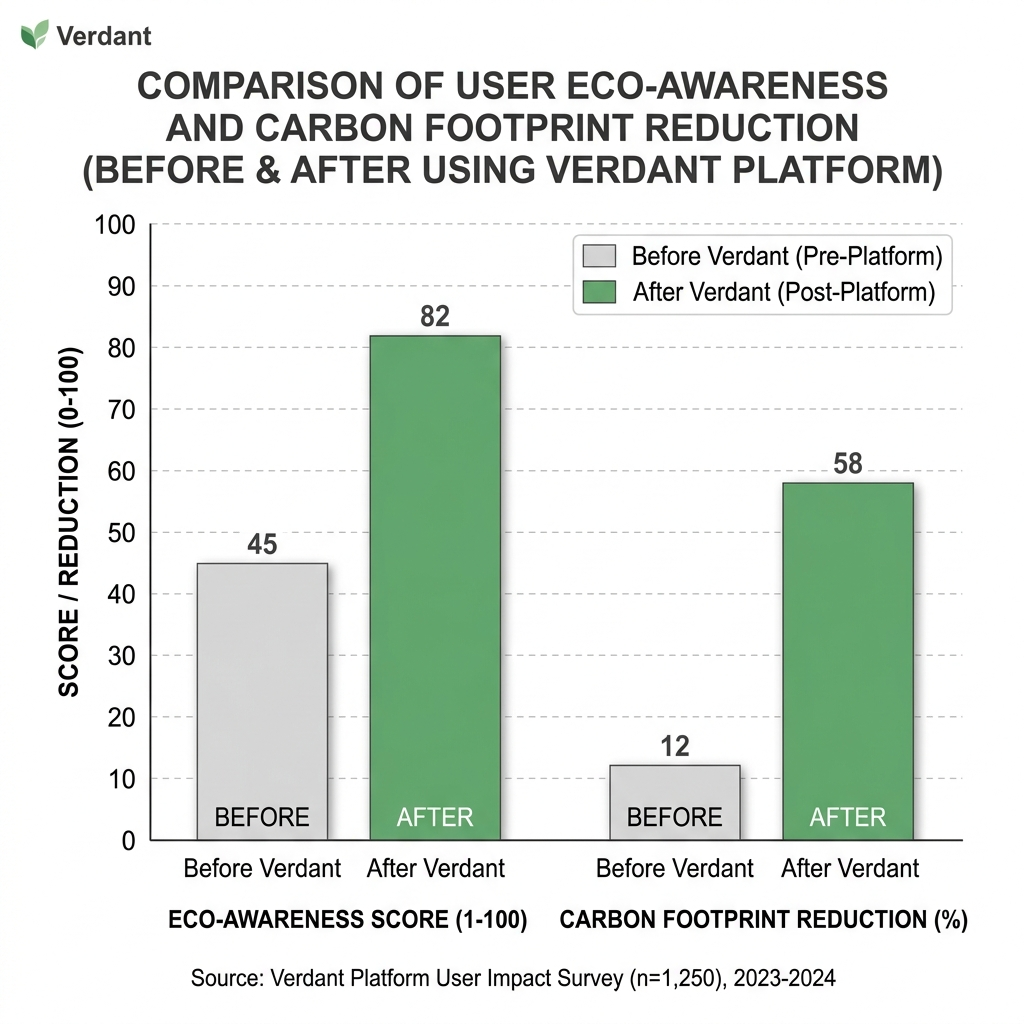 Verdant
COMPARISON OF USER ECO-AWARENESS
AND CARBON FOOTPRINT REDUCTION
(BEFORE & AFTER USING VERDANT PLATFORM)
SCORE / REDUCTION (0-100)
100
90
80
70
60
50
40
30
20
10
0
Before Verdant (Pre-Platform)
After Verdant (Post-Platform)
45
82
12
58
BEFORE
AFTER
BEFORE
AFTER
Before Verdant
After Verdant
Before Verdant
After Verdant
ECO-AWARENESS SCORE (1-100)
CARBON FOOTPRINT REDUCTION (%)
Source: Verdant Platform User Impact Survey (n=1,250), 2023-2024